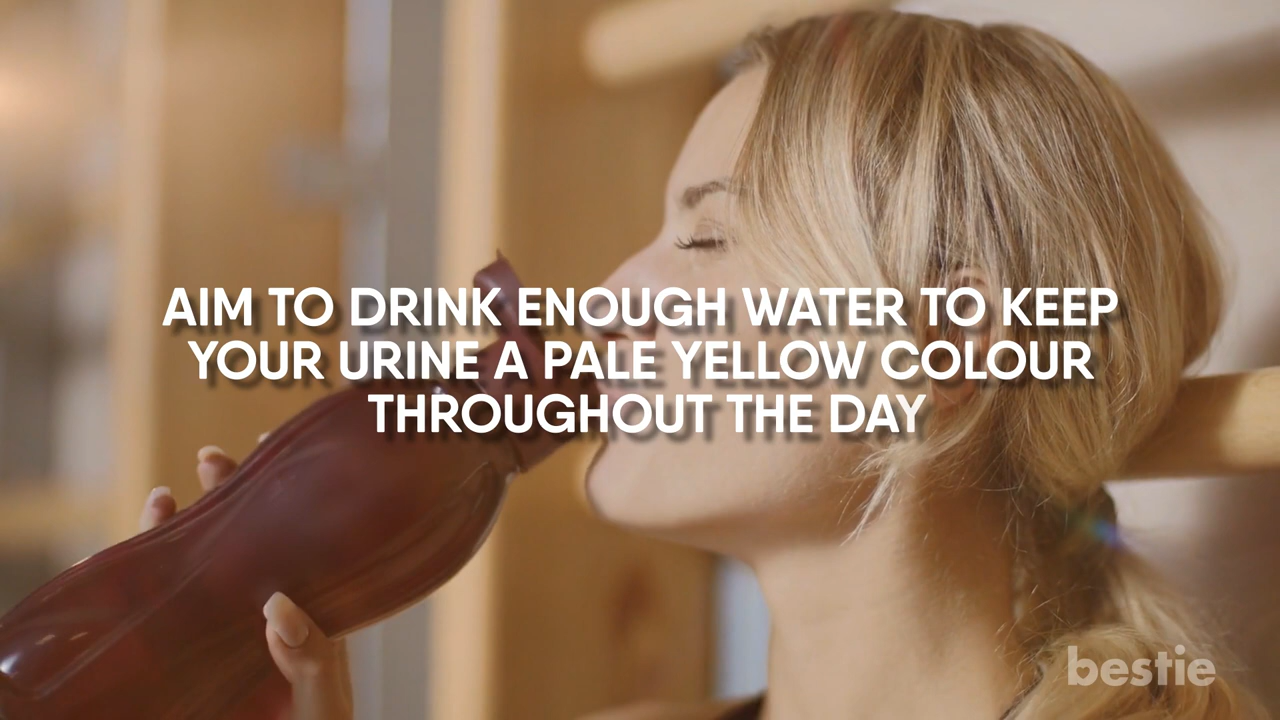 AIM TO DRINK ENOUGH WATER TO KEEP
YOUR URINE A PALE YELLOW COLOUR
THROUGHOUT THE DAY
bestie